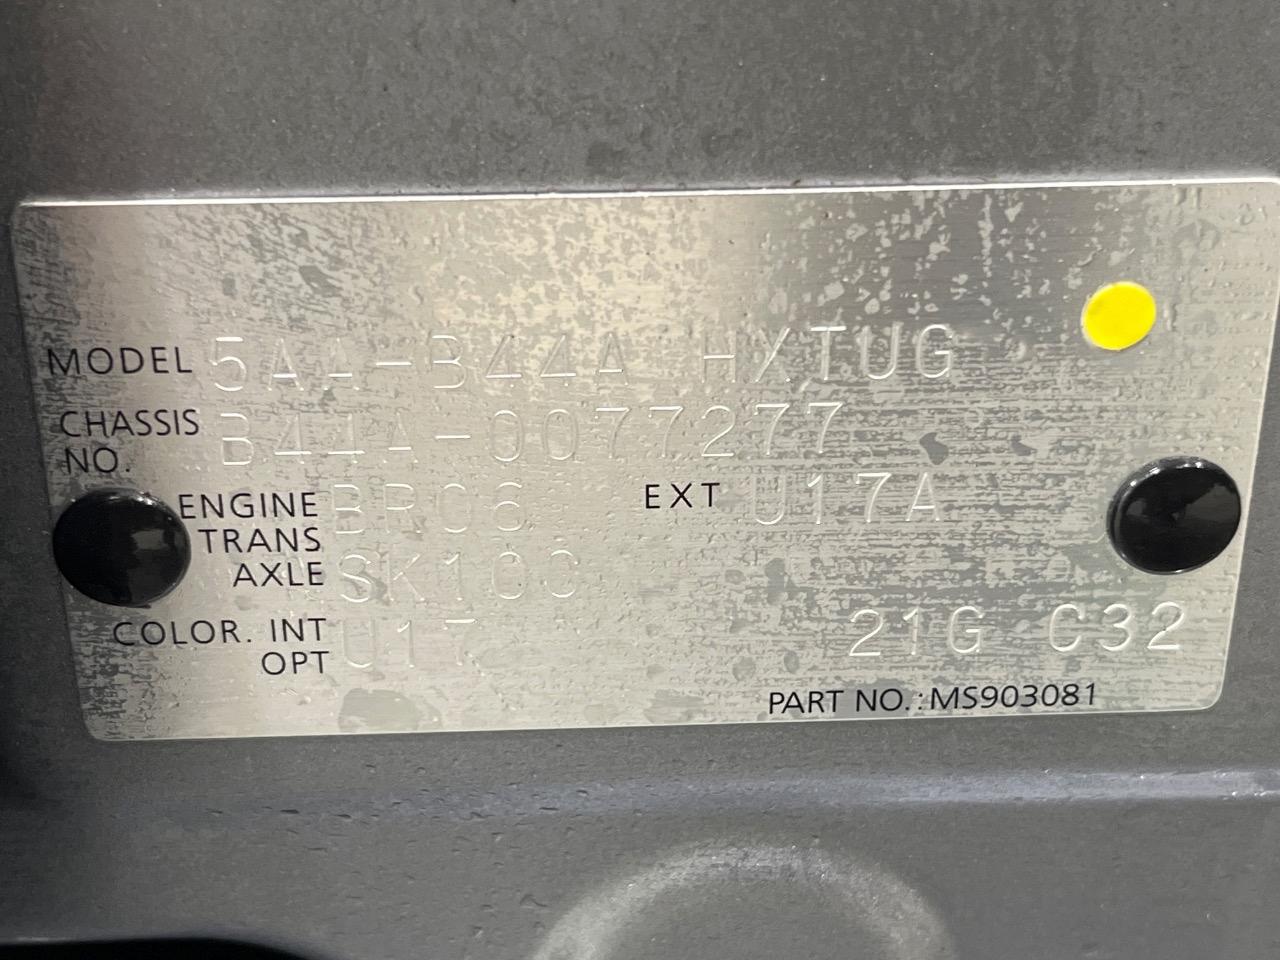 MODEL 5AA-B44A HXTUG
CHASSIS NO. B44A-0077277
ENGINE BR06 EXT U17A
TRANS
AXLE SK10C
COLOR. INT U17 21G C32
OPT
PART NO.: MS903081